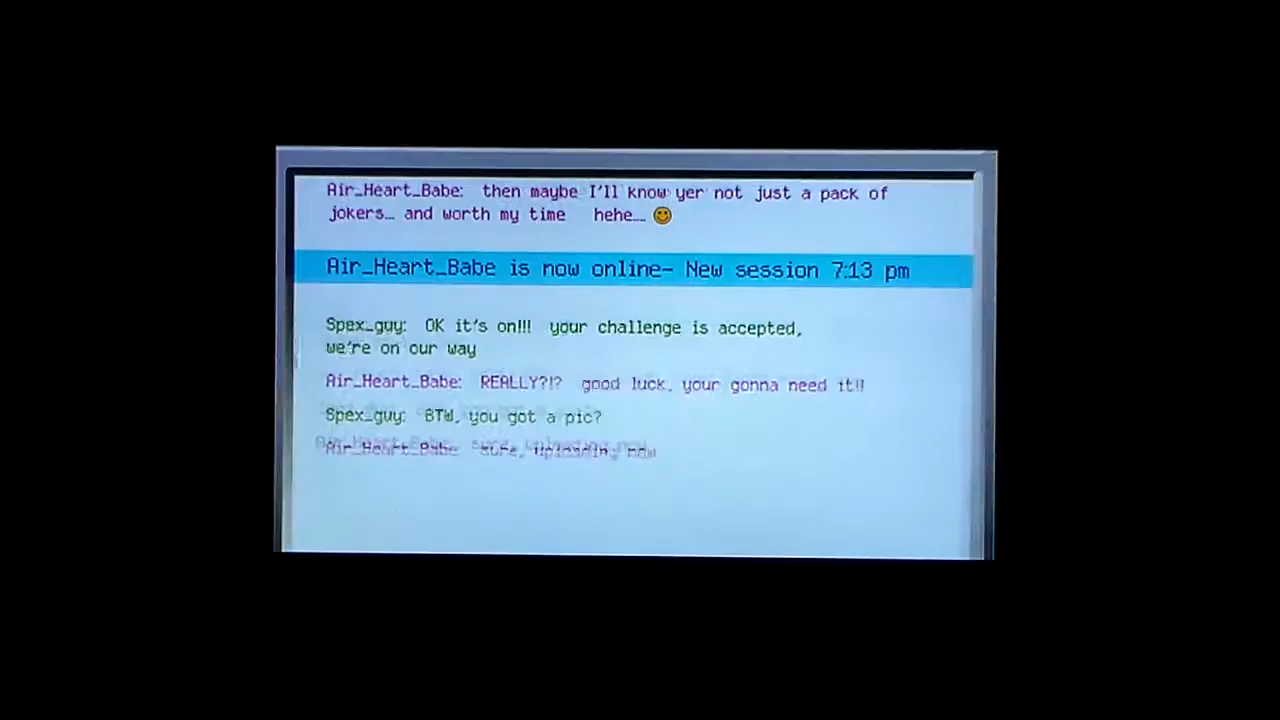 Air_Heart_Babe: then maybe I'll know yer not just a pack of
jokers... and worth my time hehe....
Air_Heart_Babe is now online- New session 7:13 pm
Spex_guy: OK it's on!!! your challenge is accepted,
we're on our way
Air_Heart_Babe: REALLY?!? good luck, your gonna need it!!
Spex_guy: BTW, you got a pic?
Air_Heart_Babe: sure, uploading now